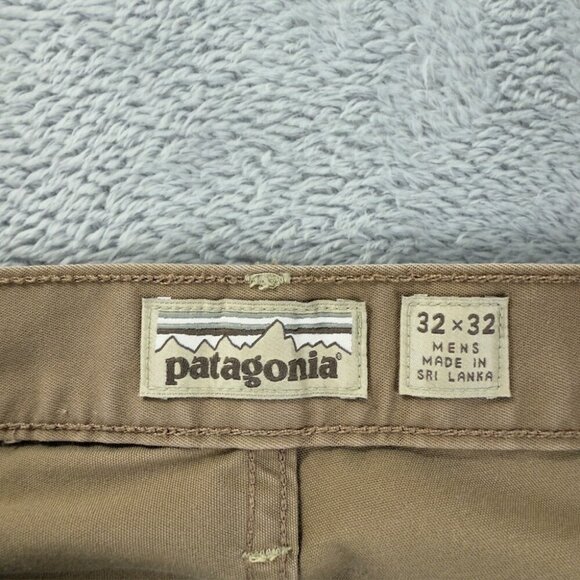 patagonia®
32 × 32
MENS
MADE IN
SRI LANKA